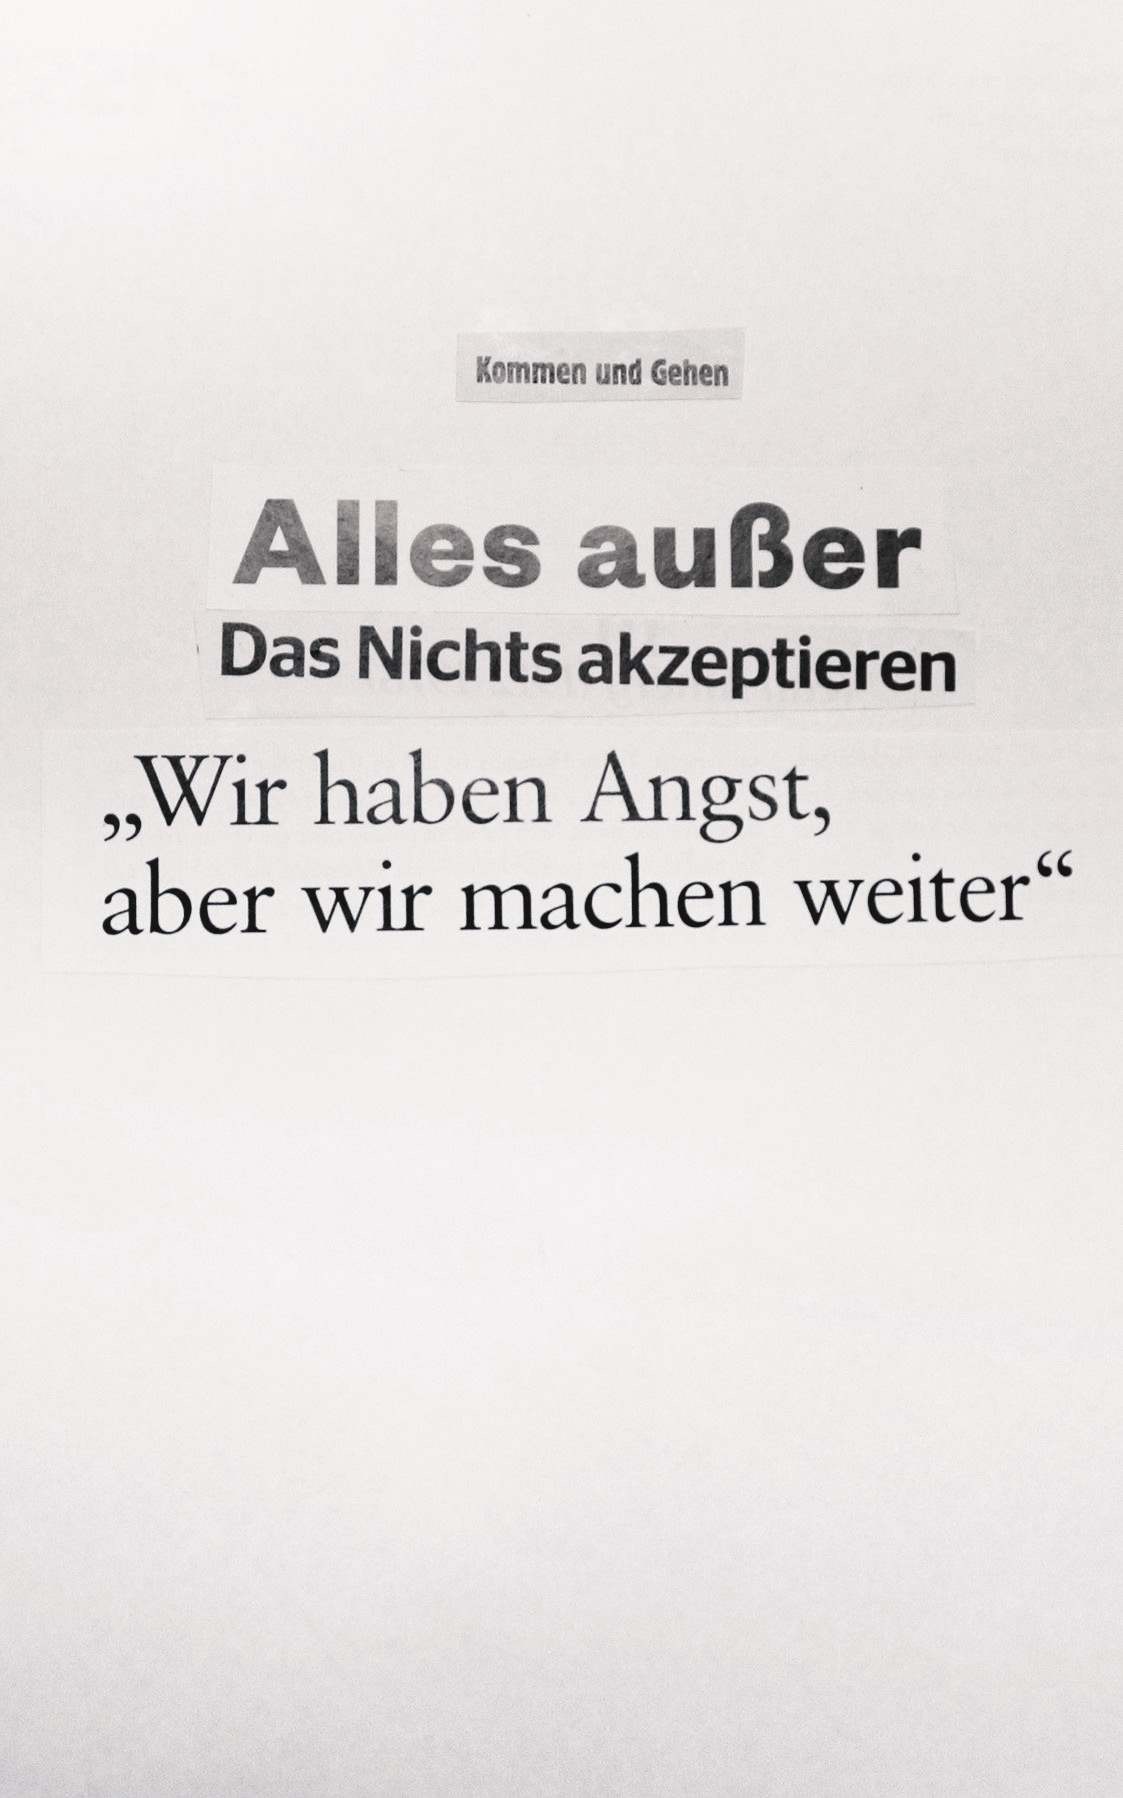 Kommen und Gehen
Alles außer
Das Nichts akzeptieren
„Wir haben Angst,
aber wir machen weiter“